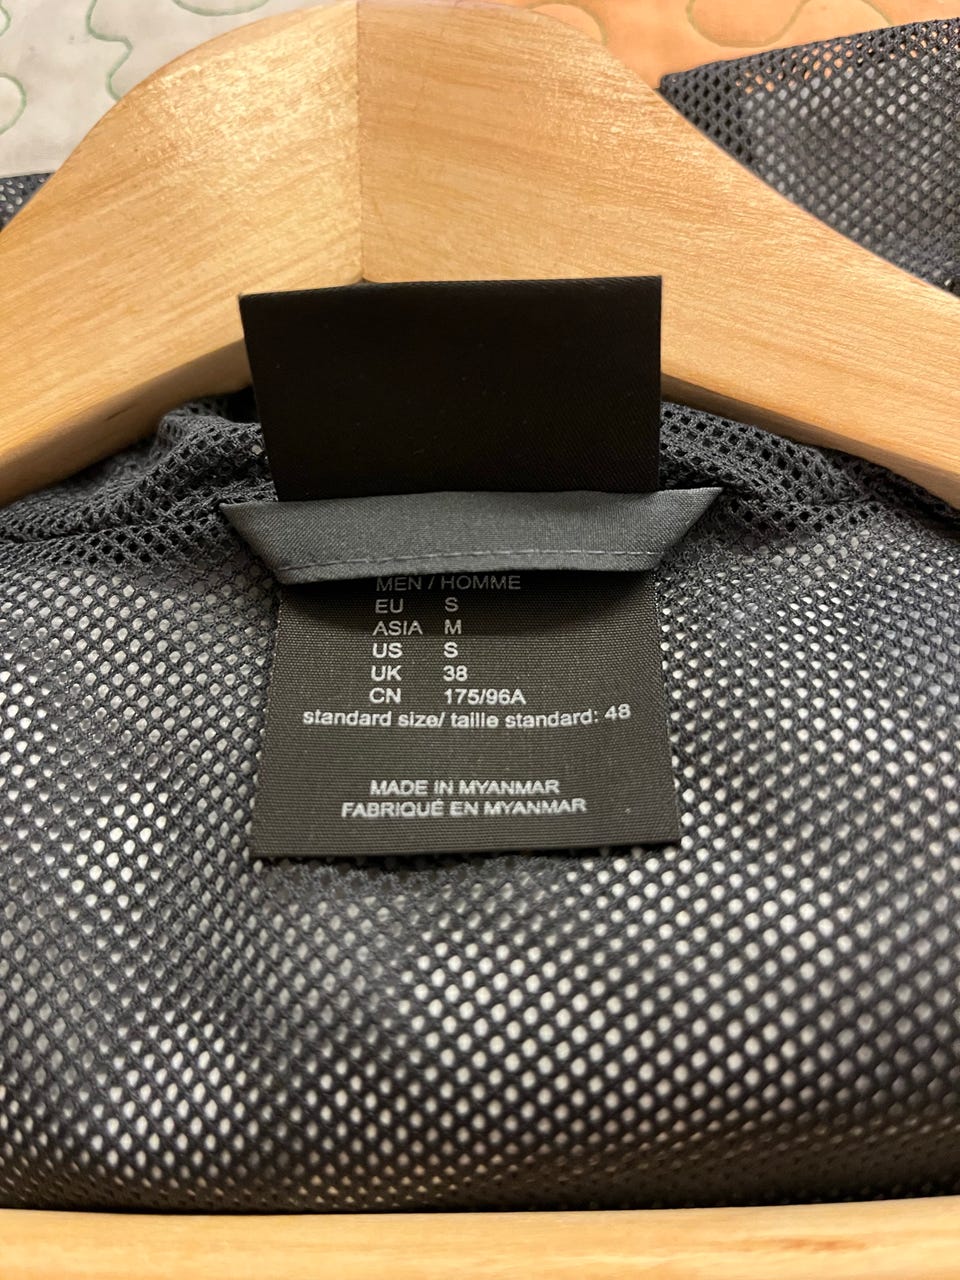 MEN / HOMME
EU S
ASIA M
US S
UK 38
CN 175/96A
standard size/ taille standard: 48
MADE IN MYANMAR
FABRIQUÉ EN MYANMAR